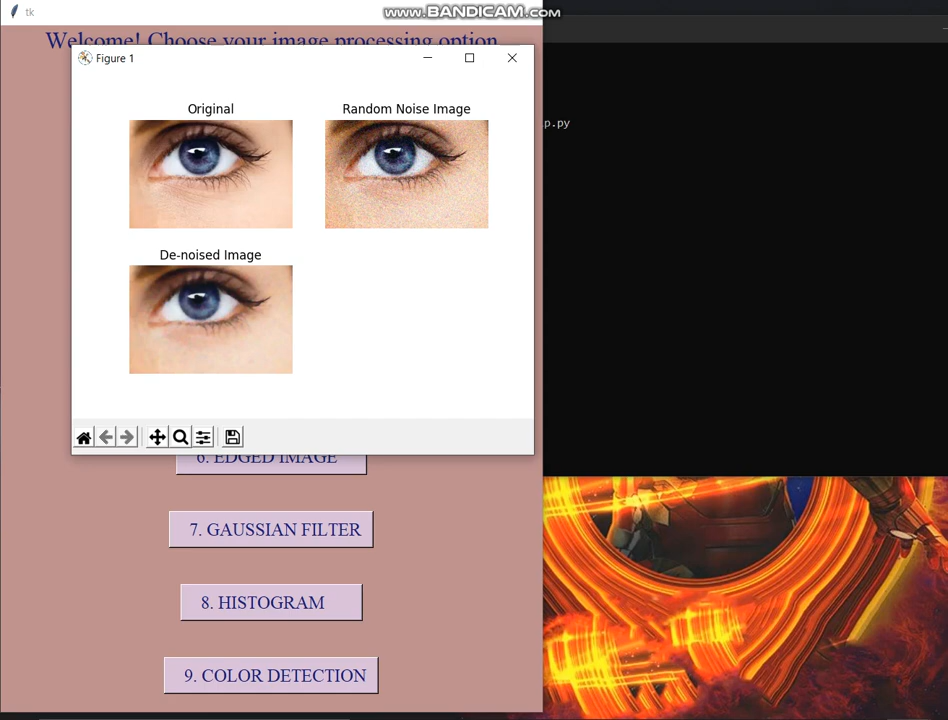 tk
www.BANDICAM.com
Welcome! Choose your image processing option
Figure 1
Original
Random Noise Image
p.py
De-noised Image
6. EDGED IMAGE
7. GAUSSIAN FILTER
8. HISTOGRAM
9. COLOR DETECTION